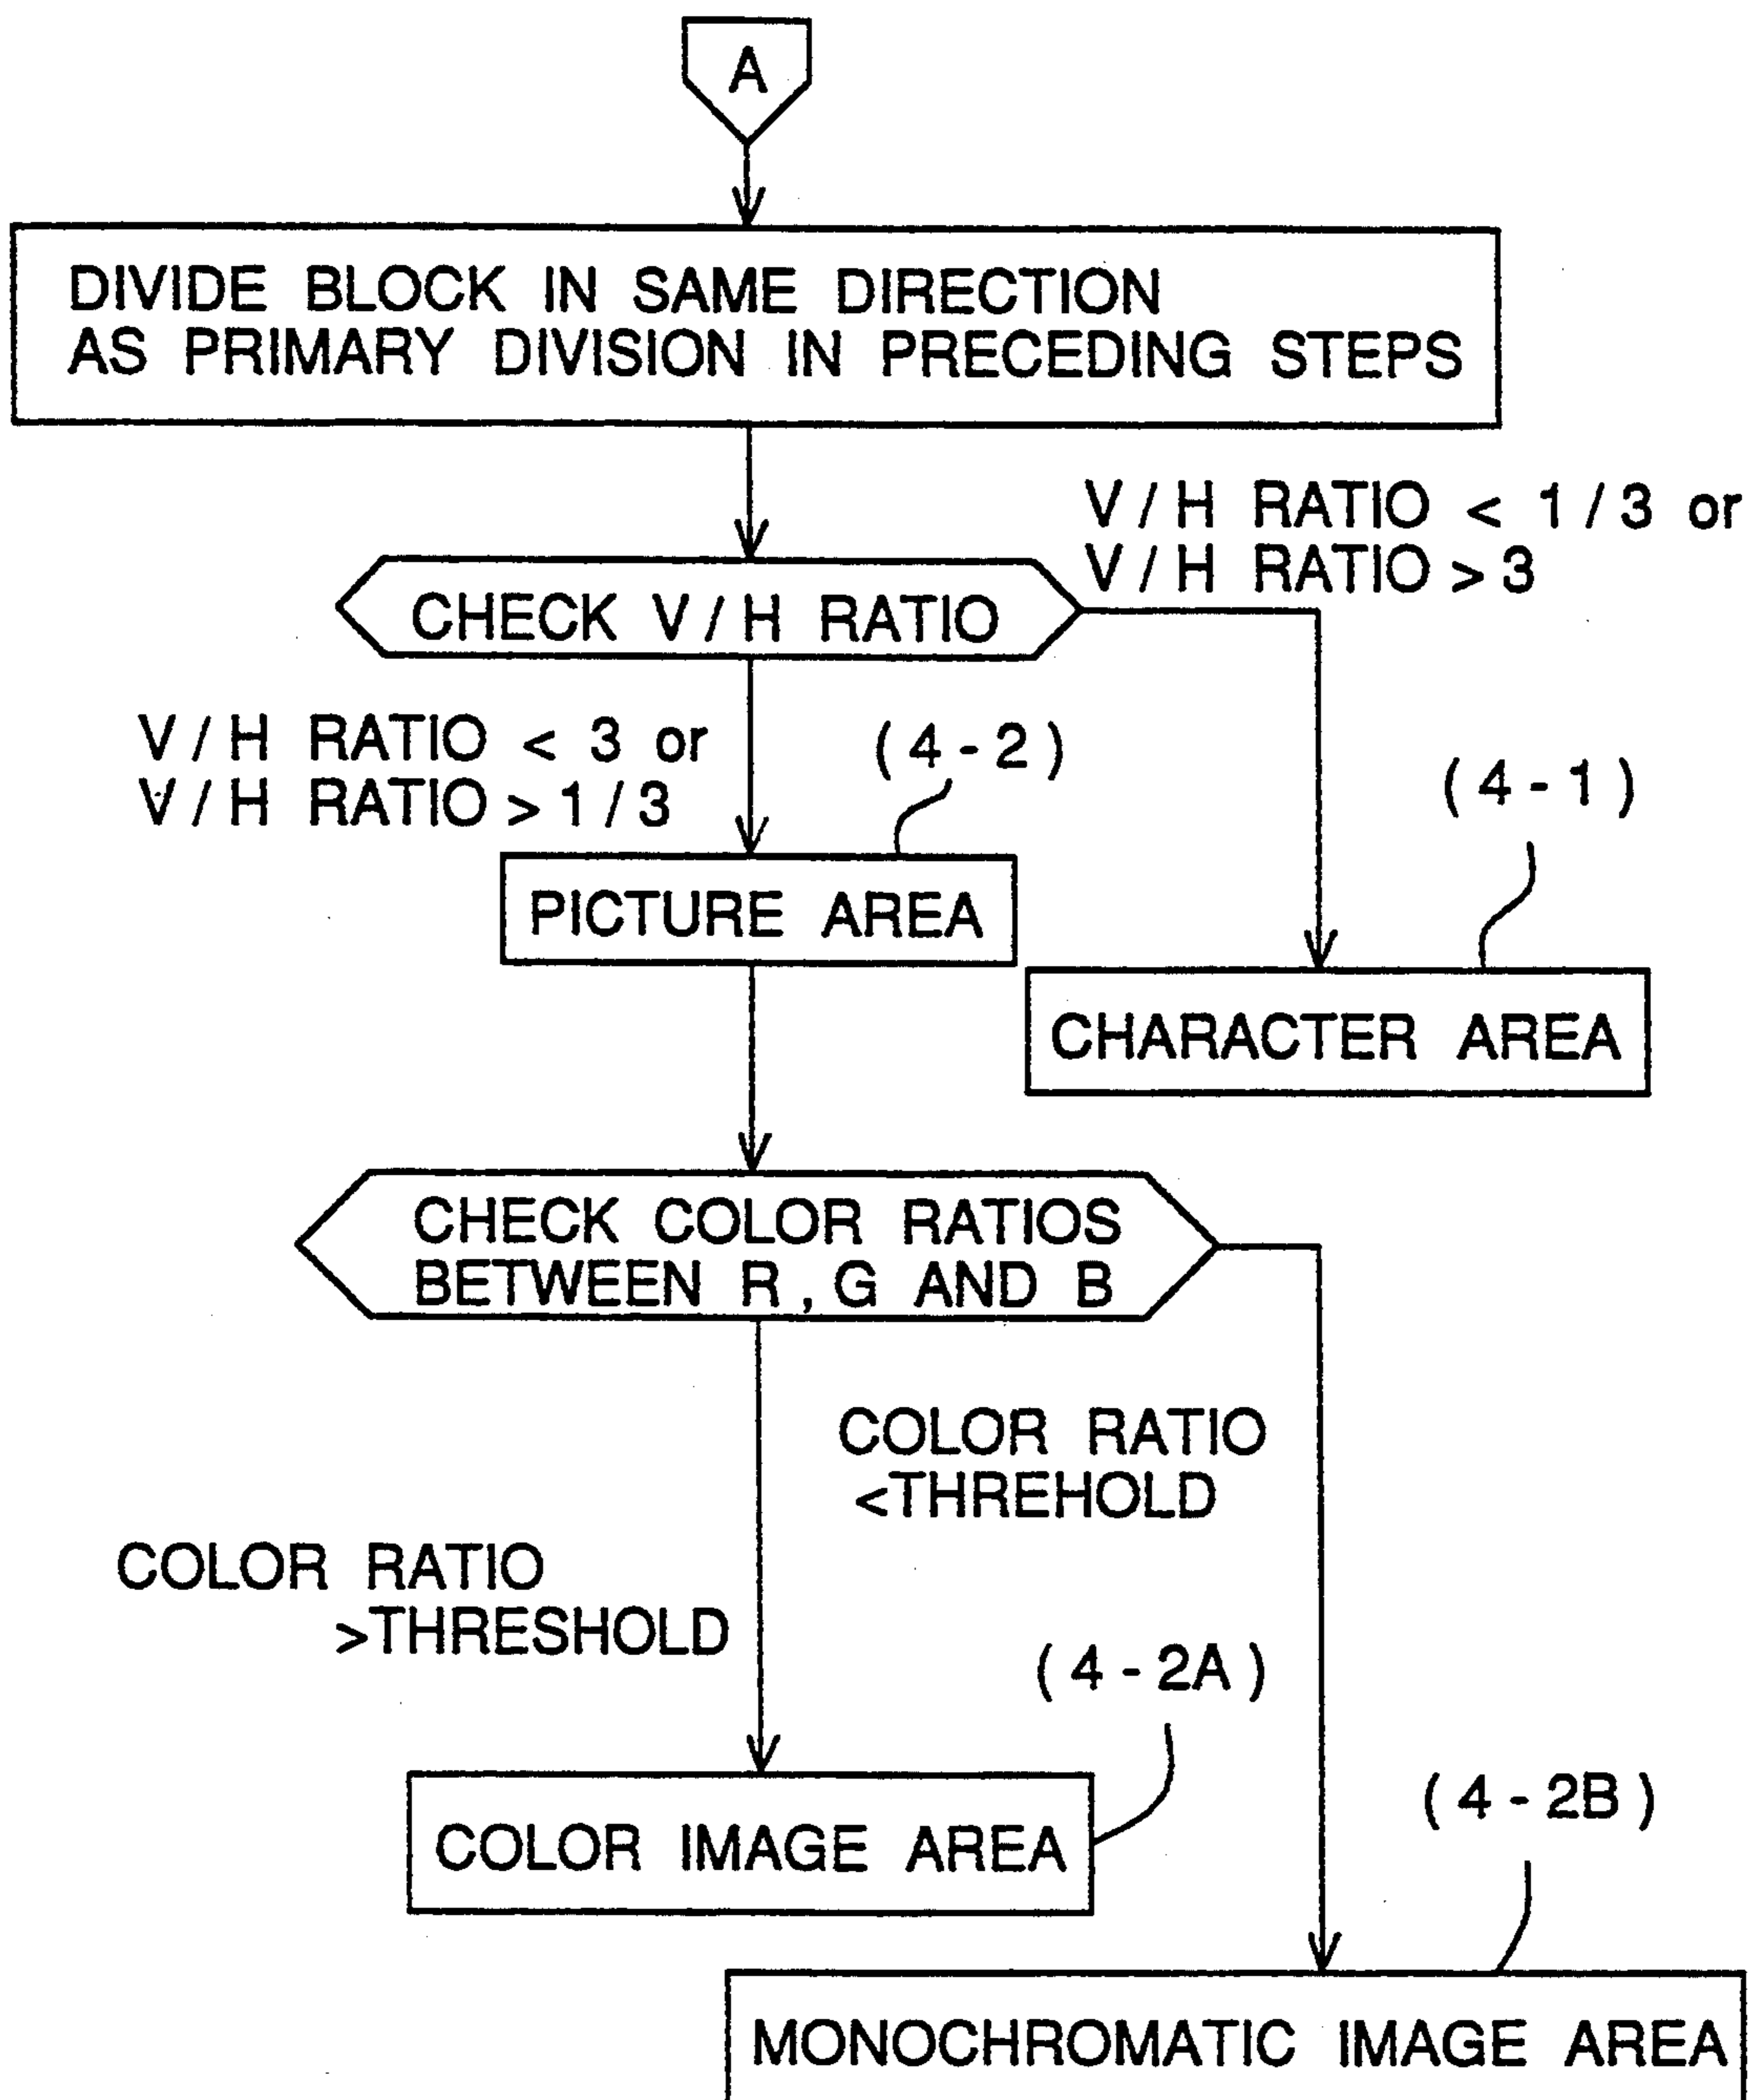 A
DIVIDE BLOCK IN SAME DIRECTION
AS PRIMARY DIVISION IN PRECEDING STEPS
V/H RATIO < 1/3 or
V/H RATIO > 3
CHECK V/H RATIO
V/H RATIO < 3 or
V/H RATIO > 1/3
(4-2)
(4-1)
PICTURE AREA
CHARACTER AREA
CHECK COLOR RATIOS
BETWEEN R, G AND B
COLOR RATIO
<THREHOLD
COLOR RATIO
>THRESHOLD
(4-2A)
(4-2B)
COLOR IMAGE AREA
MONOCHROMATIC IMAGE AREA